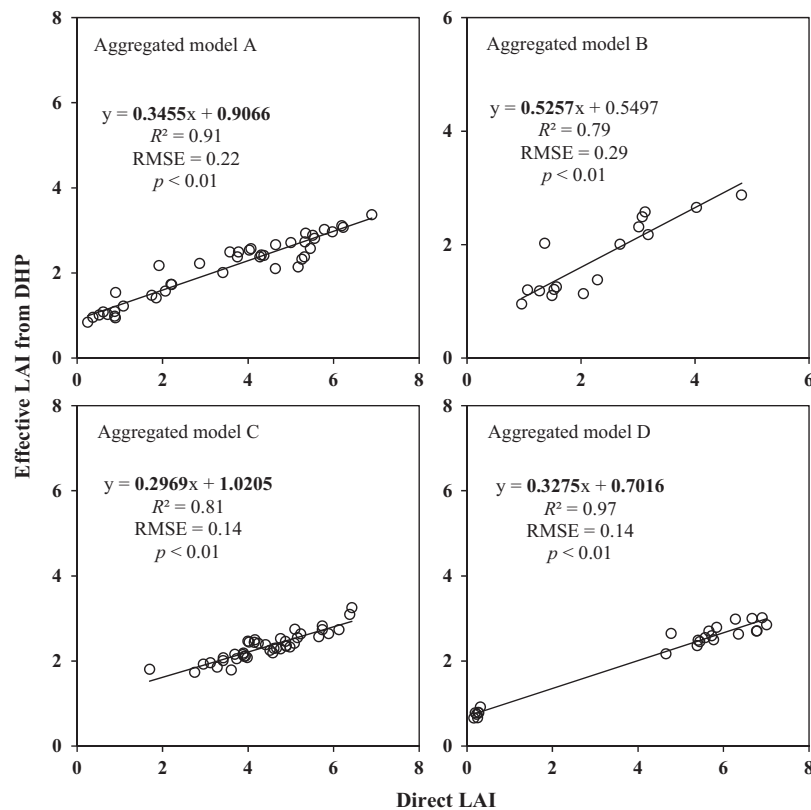 Effective LAI from DHP
8
6
4
2
0
Aggregated model A
y = 0.3455x + 0.9066
R² = 0.91
RMSE = 0.22
p < 0.01
0 2 4 6 8
6
4
2
0
Aggregated model B
y = 0.5257x + 0.5497
R² = 0.79
RMSE = 0.29
p < 0.01
0 2 4 6
8
6
4
2
0
Aggregated model C
y = 0.2969x + 1.0205
R² = 0.81
RMSE = 0.14
p < 0.01
0 2 4 6 8
8
6
4
2
0
Aggregated model D
y = 0.3275x + 0.7016
R² = 0.97
RMSE = 0.14
p < 0.01
0 2 4 6 8
Direct LAI